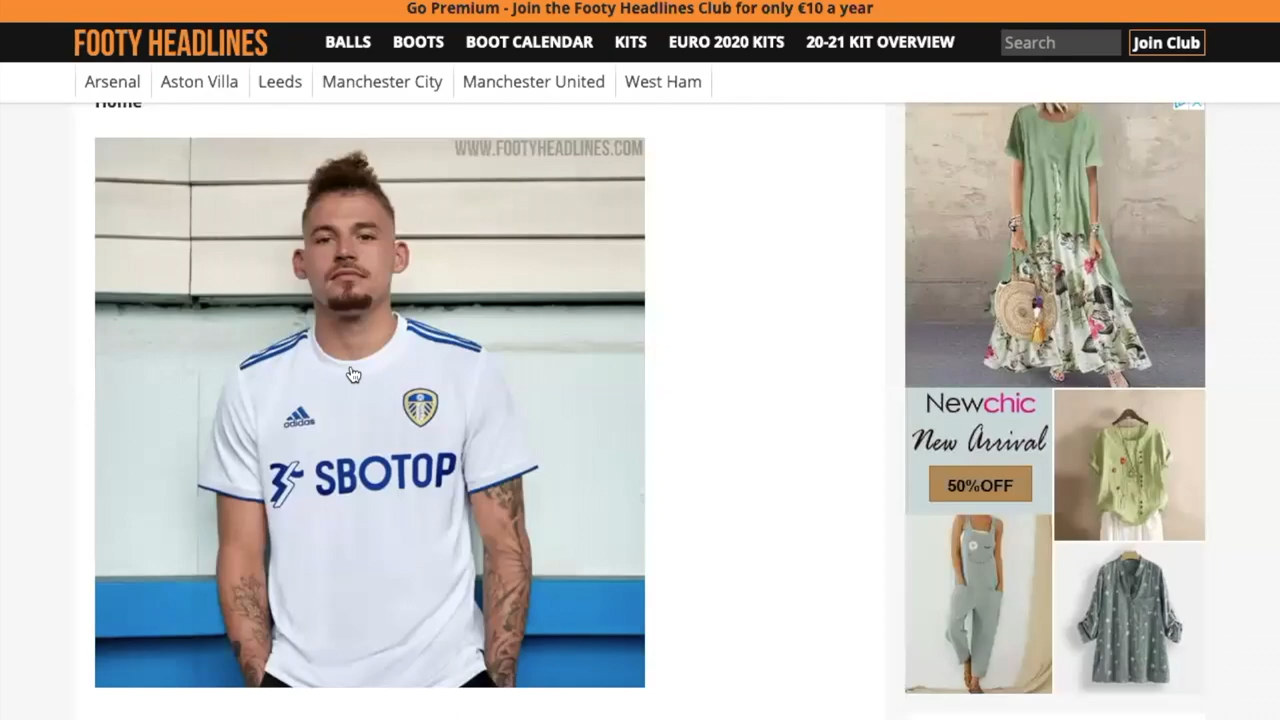 Go Premium - Join the Footy Headlines Club for only €10 a year
FOOTY HEADLINES
BALLS
BOOTS
BOOT CALENDAR
KITS
EURO 2020 KITS
20-21 KIT OVERVIEW
Search
Join Club
Arsenal
Aston Villa
Leeds
Manchester City
Manchester United
West Ham
Home
WWW.FOOTYHEADLINES.COM
adidas
SBOTOP
Newchic
New Arrival
50%OFF